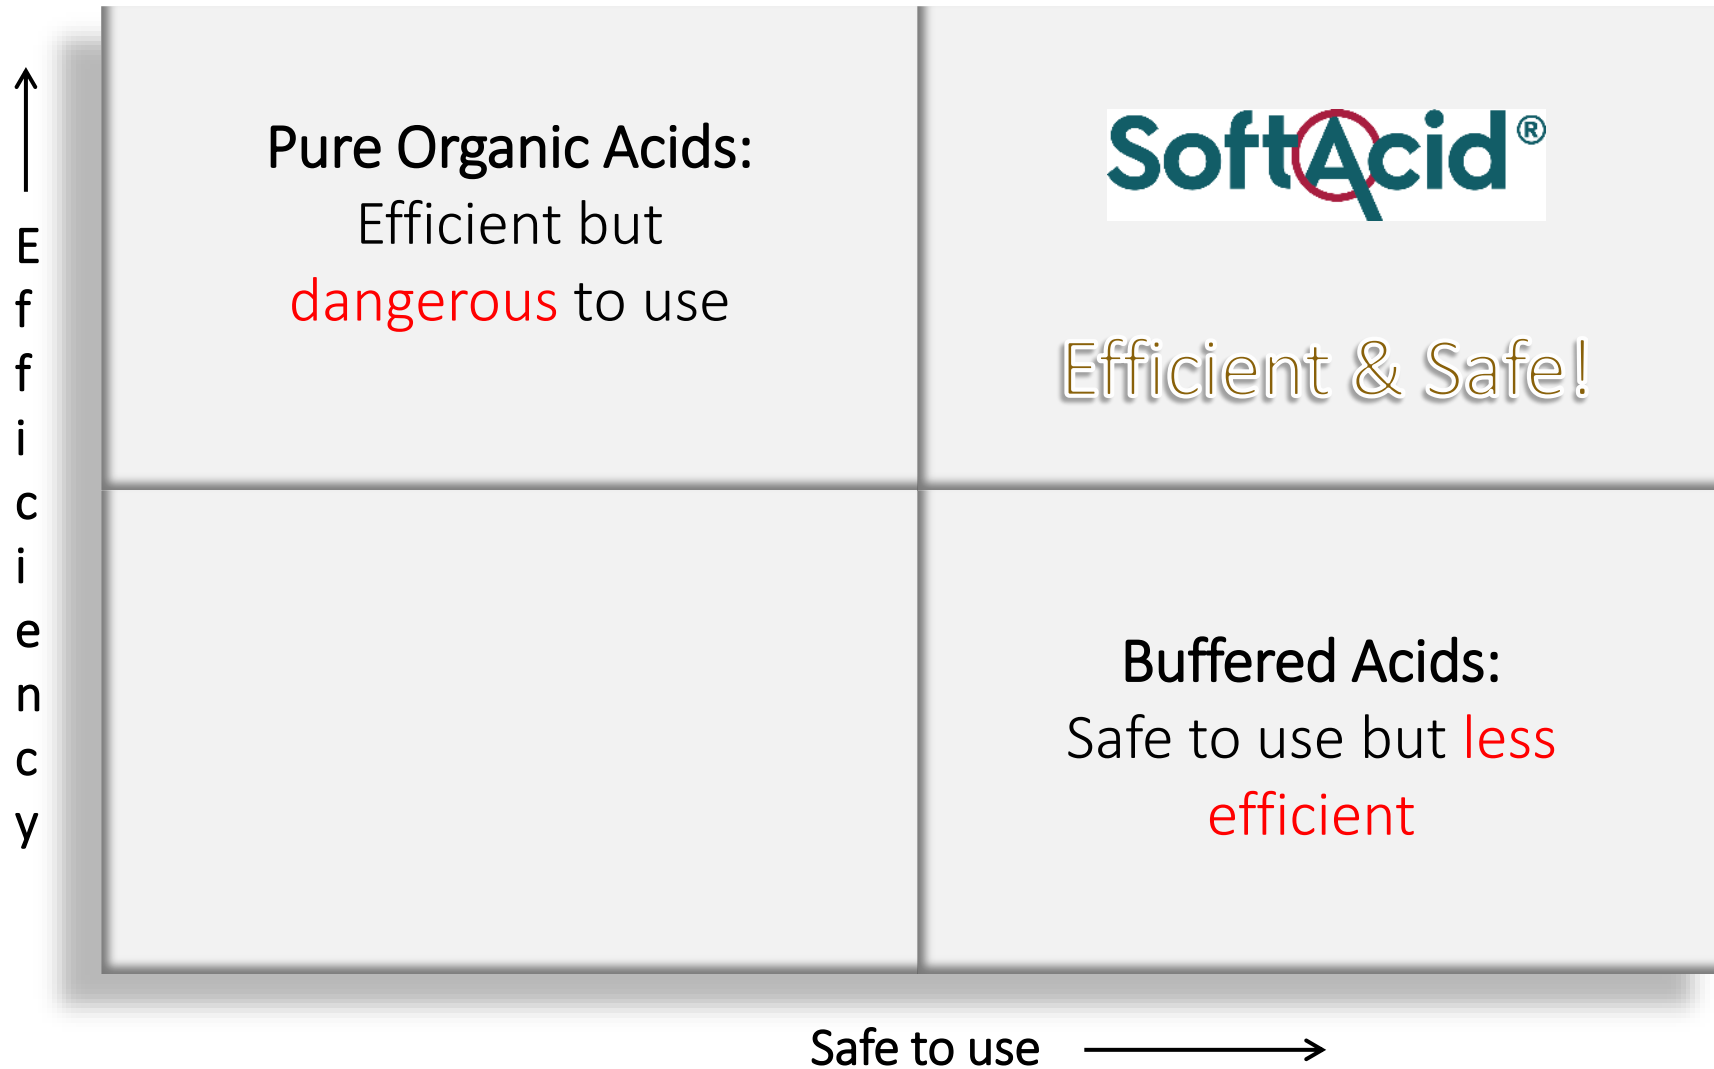 Efficiency
Pure Organic Acids:
Efficient but
dangerous to use
SoftAcid®
Efficient & Safe!
Buffered Acids:
Safe to use but less
efficient
Safe to use